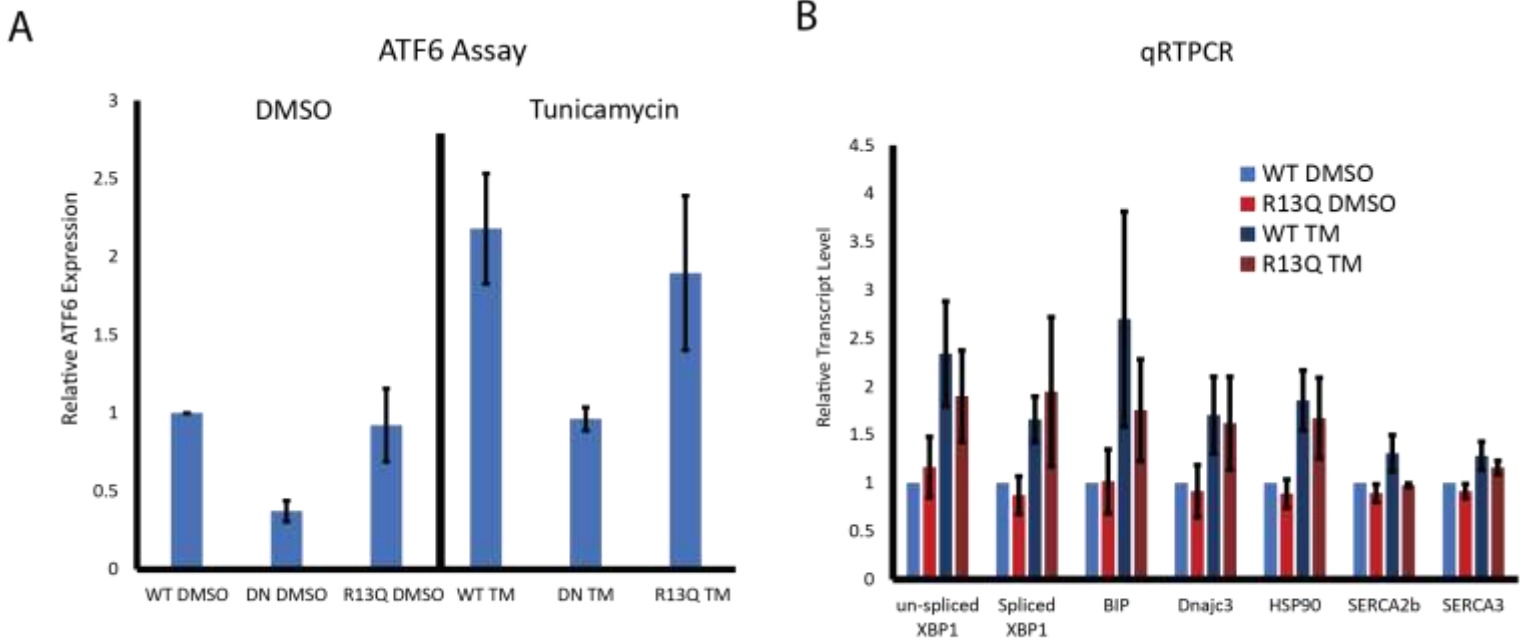 A
ATF6 Assay
DMSO
Tunicamycin
Relative ATF6 Expression
3
2.5
2
1.5
1
0.5
0
WT DMSO
DN DMSO
R13Q DMSO
WT TM
DN TM
R13Q TM
B
qRTPCR
Relative Transcript Level
4.5
4
3.5
3
2.5
2
1.5
1
0.5
0
WT DMSO
R13Q DMSO
WT TM
R13Q TM
un-spliced
XBP1
Spliced
XBP1
BIP
Dnajc3
HSP90
SERCA2b
SERCA3